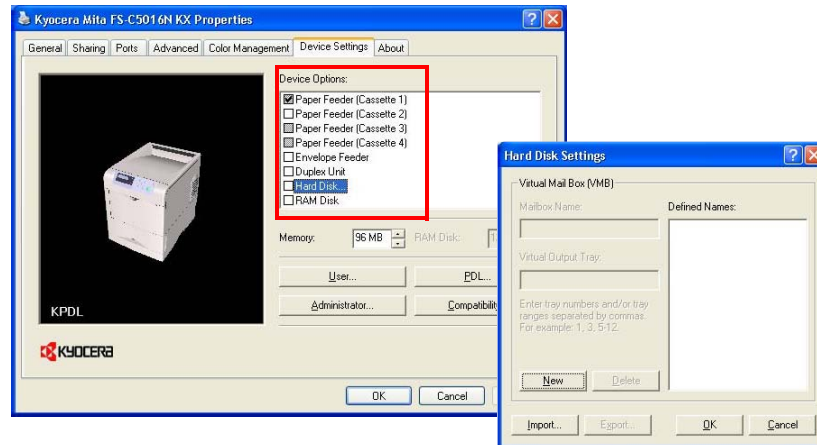 Kyocera Mita FS-C5016N KX Properties
General Sharing Ports Advanced Color Management Device Settings About
Device Options:
Paper Feeder (Cassette 1)
Paper Feeder (Cassette 2)
Paper Feeder (Cassette 3)
Paper Feeder (Cassette 4)
Envelope Feeder
Duplex Unit
Hard Disk...
RAM Disk
Memory: 96 MB RAM Disk:
User... PDL...
Administrator... Compatibility
KPDL
KYOCERA
OK Cancel
Hard Disk Settings
Virtual Mail Box (VMB)
Mailbox Name:
Defined Names:
Virtual Output Tray:
Enter tray numbers and/or tray
ranges separated by commas.
For example: 1, 3, 5-12.
New Delete
Import... Export... OK Cancel